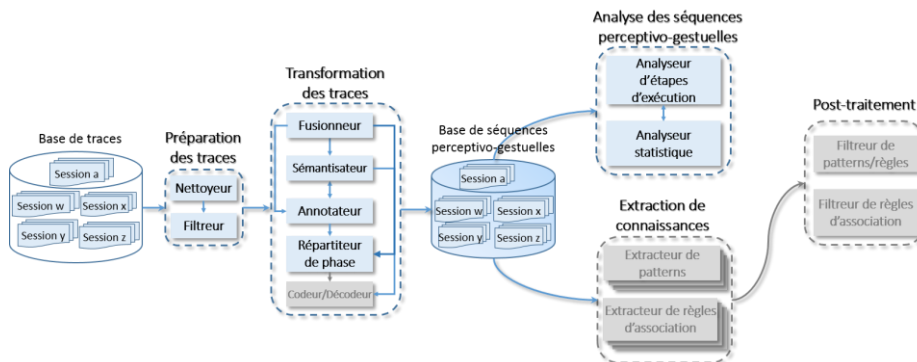 Base de traces
Session a
Session w
Session x
Session y
Session z
Préparation
des traces
Nettoyeur
Filtreur
Transformation
des traces
Fusionneur
Sémantisateur
Annotateur
Répartiteur
de phase
Codeur/Décodeur
Base de séquences
perceptivo-gestuelles
Session a
Session w
Session x
Session y
Session z
Analyse des séquences
perceptivo-gestuelles
Analyseur
d'étapes
d'exécution
Analyseur
statistique
Extraction de
connaissances
Extracteur de
patterns
Extracteur de règles
d'association
Post-traitement
Filtreur de
patterns/règles
Filtreur de règles
d'association